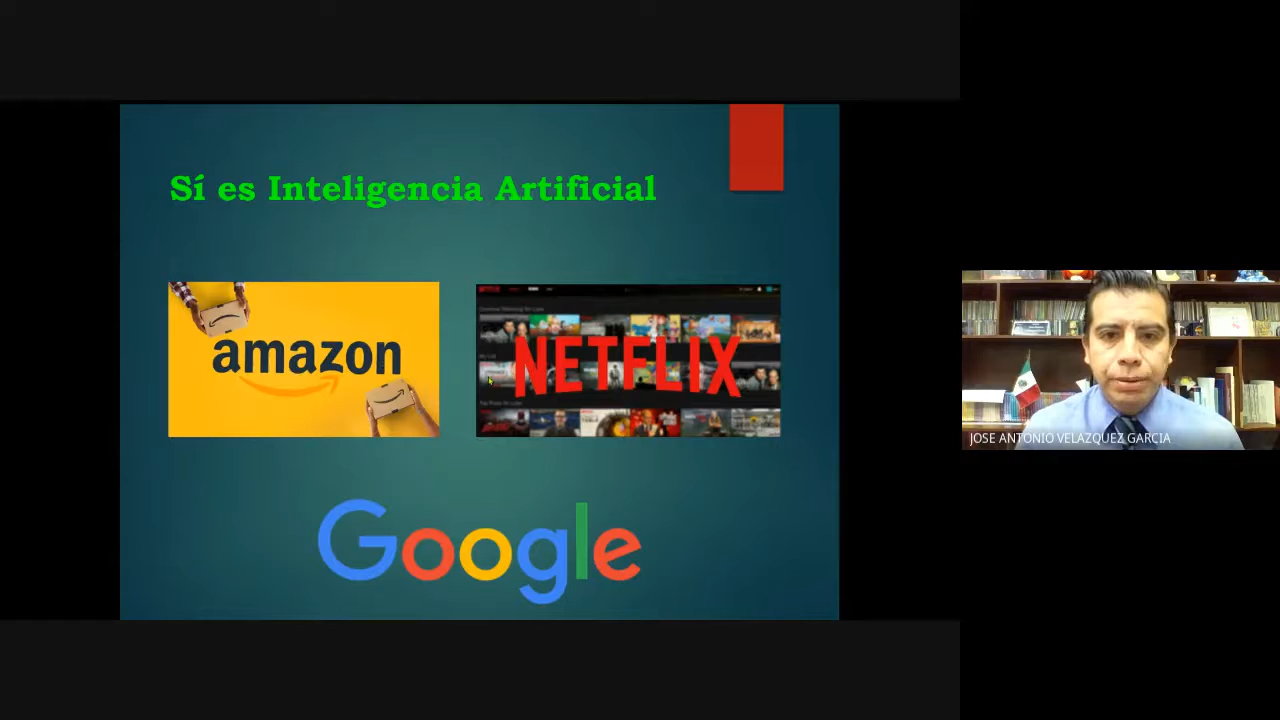 Sí es Inteligencia Artificial
amazon
NETFLIX
Google
JOSE ANTONIO VELAZQUEZ GARCIA